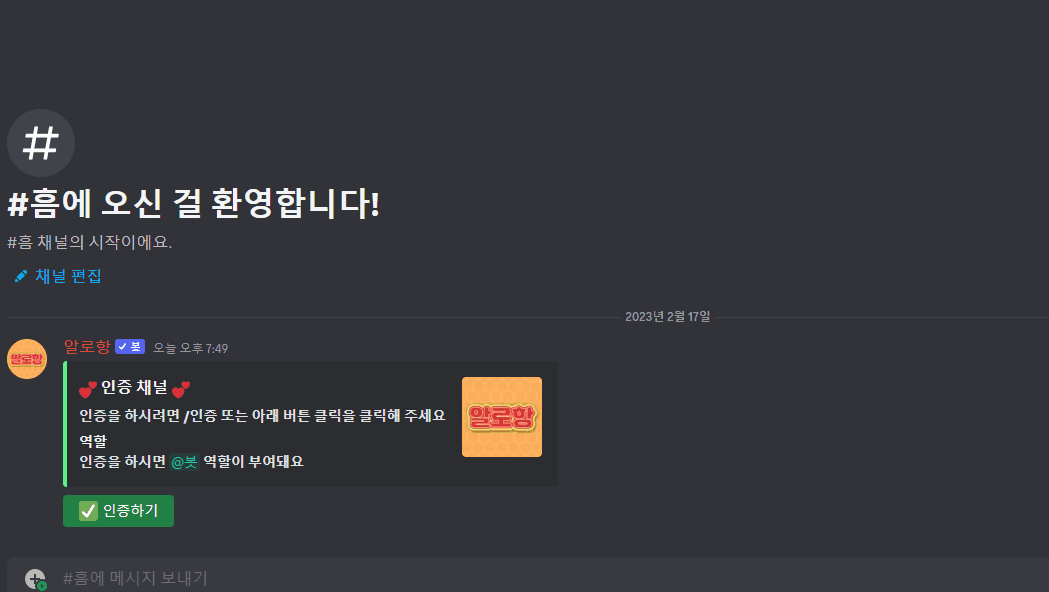 #흠에 오신 걸 환영합니다!
#흠 채널의 시작이에요.
채널 편집
2023년 2월 17일
알로항
알로항 ✓ 봇 오늘 오후 7:49
💕 인증 채널 💕
인증을 하시려면 /인증 또는 아래 버튼 클릭을 클릭해 주세요
알로항
역할
인증을 하시면 @봇 역할이 부여돼요
✅ 인증하기
#흠에 메시지 보내기